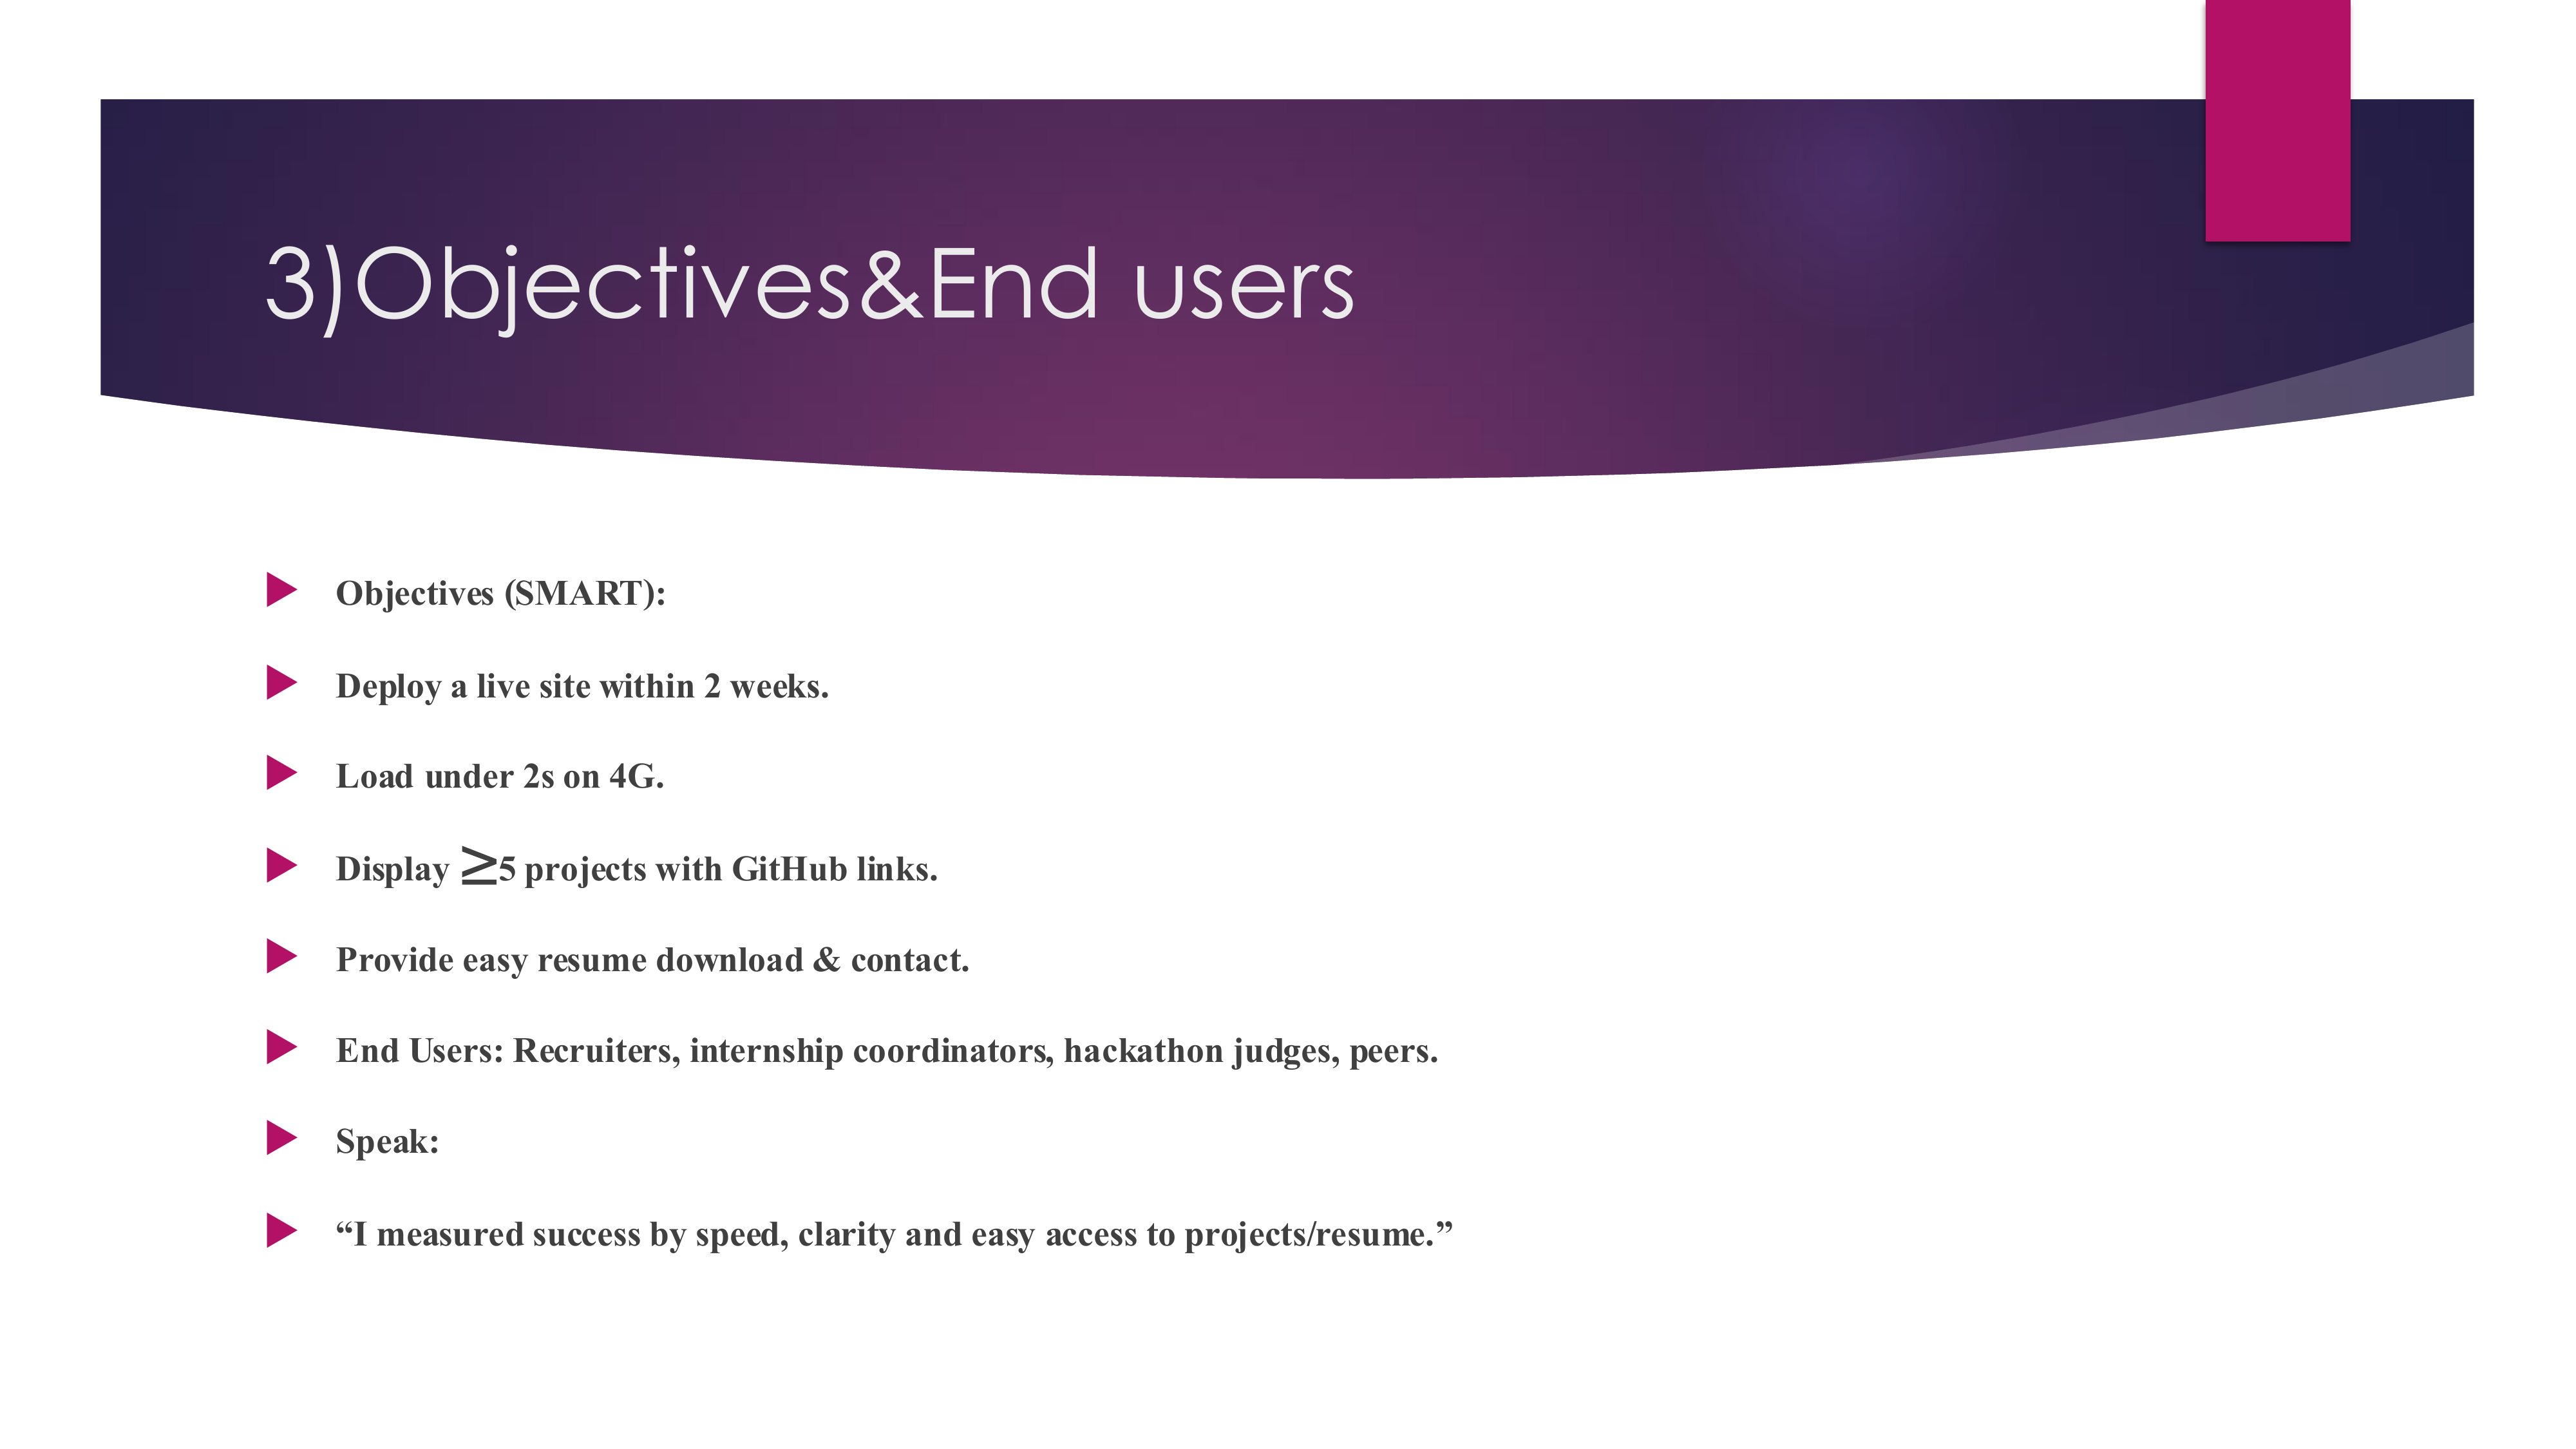 3)Objectives&End users
Objectives (SMART):
Deploy a live site within 2 weeks.
Load under 2s on 4G.
Display ≥5 projects with GitHub links.
Provide easy resume download & contact.
End Users: Recruiters, internship coordinators, hackathon judges, peers.
Speak:
“I measured success by speed, clarity and easy access to projects/resume.”